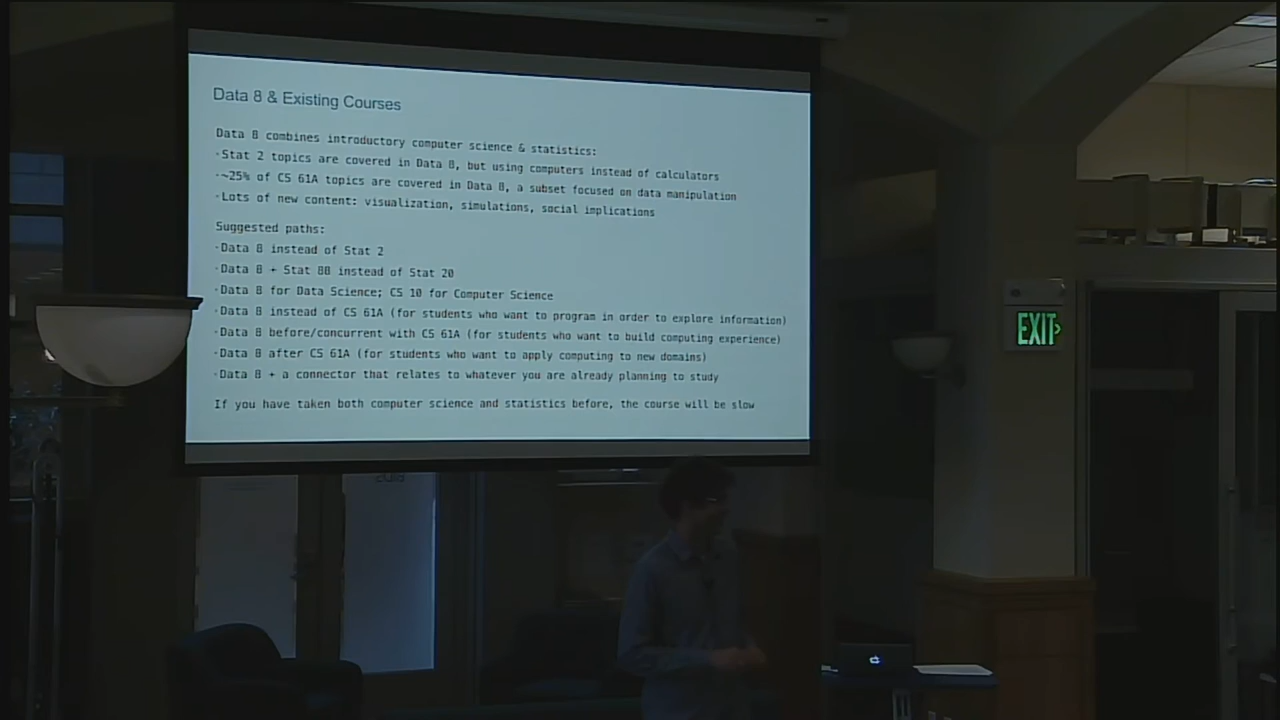 Data 8 & Existing Courses
Data 8 combines introductory computer science & statistics:
·Stat 2 topics are covered in Data 8, but using computers instead of calculators
·~25% of CS 61A topics are covered in Data 8, a subset focused on data manipulation
·Lots of new content: visualization, simulations, social implications
Suggested paths:
·Data 8 instead of Stat 2
·Data 8 + Stat 88 instead of Stat 20
·Data 8 for Data Science; CS 10 for Computer Science
·Data 8 instead of CS 61A (for students who want to program in order to explore information)
·Data 8 before/concurrent with CS 61A (for students who want to build computing experience)
·Data 8 after CS 61A (for students who want to apply computing to new domains)
·Data 8 + a connector that relates to whatever you are already planning to study
If you have taken both computer science and statistics before, the course will be slow
EXIT